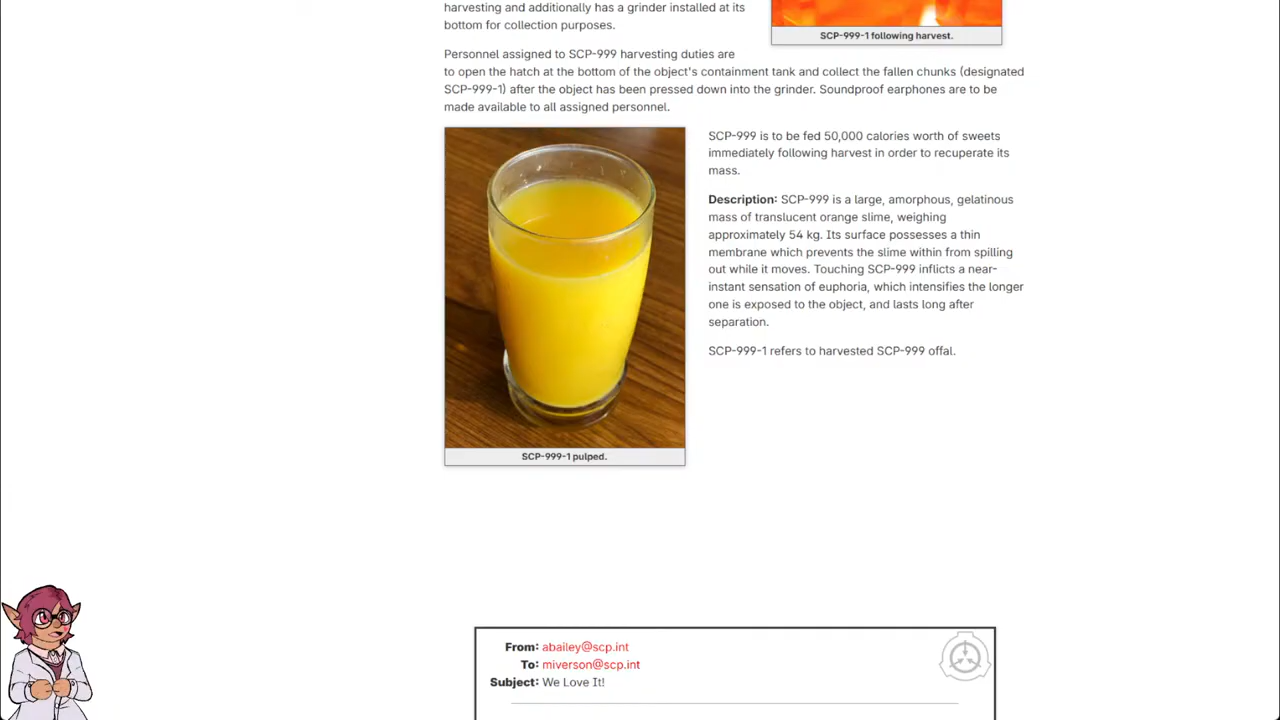 harvesting and additionally has a grinder installed at its
bottom for collection purposes.
SCP-999-1 following harvest.
Personnel assigned to SCP-999 harvesting duties are
to open the hatch at the bottom of the object's containment tank and collect the fallen chunks (designated
SCP-999-1) after the object has been pressed down into the grinder. Soundproof earphones are to be
made available to all assigned personnel.
SCP-999-1 pulped.
SCP-999 is to be fed 50,000 calories worth of sweets
immediately following harvest in order to recuperate its
mass.
Description: SCP-999 is a large, amorphous, gelatinous
mass of translucent orange slime, weighing
approximately 54 kg. Its surface possesses a thin
membrane which prevents the slime within from spilling
out while it moves. Touching SCP-999 inflicts a near-
instant sensation of euphoria, which intensifies the longer
one is exposed to the object, and lasts long after
separation.
SCP-999-1 refers to harvested SCP-999 offal.
From: abailey@scp.int
To: miverson@scp.int
Subject: We Love It!